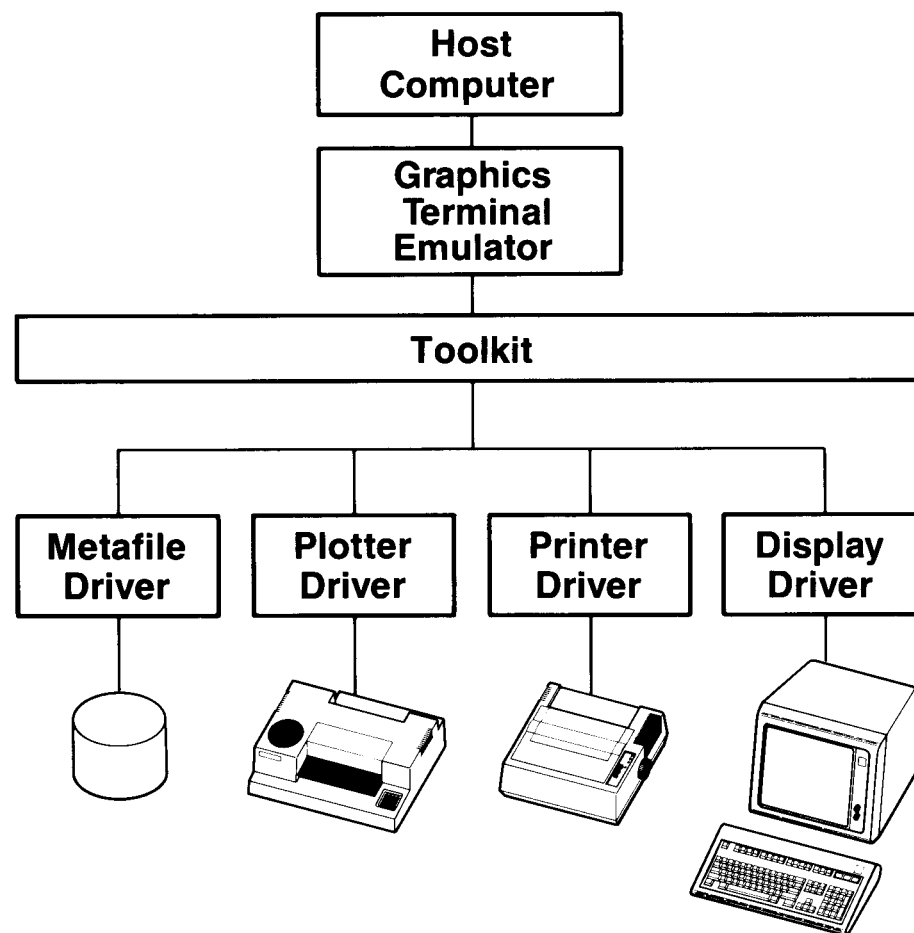 Host
Computer
Graphics
Terminal
Emulator
Toolkit
Metafile
Driver
Plotter
Driver
Printer
Driver
Display
Driver